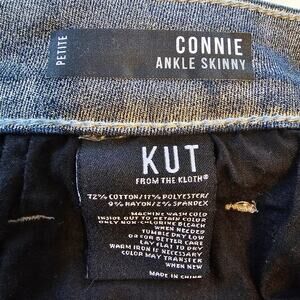 PETITE
CONNIE
ANKLE SKINNY
KUT
FROM THE KLOTH®
72% COTTON/17% POLYESTER/
9% RAYON/2% SPANDEX
MACHINE WASH COLD
INSIDE OUT TO RETAIN COLOR
ONLY NON-CHLORINE BLEACH
WHEN NEEDED
TUMBLE DRY LOW
OR FOR BETTER CARE
LAY FLAT TO DRY
WARM IRON IF NECESSARY
COLOR MAY TRANSFER
WHEN NEW
MADE IN CHINA